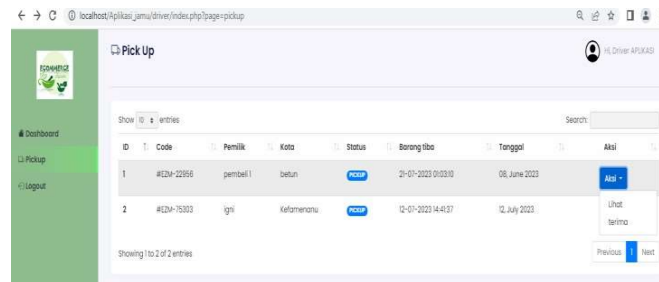 localhost/Aplikasi_jamu/driver/index.php?page=pickup
ECOMMERCE
Pick Up
Hi, Driver APLIKASI
Dashboard
Pickup
Logout
Show 10 entries
Search:
ID Code Pemilik Kota Status Barang tiba Tanggal Aksi
1 #EZM-22956 pembeli 1 betun PICKUP 21-07-2023 01:03:10 08, June 2023 Aksi
2 #EZM-75303 igni Kefamenanu PICKUP 12-07-2023 14:41:37 12, July 2023
Lihat
terima
Showing 1 to 2 of 2 entries
Previous 1 Next